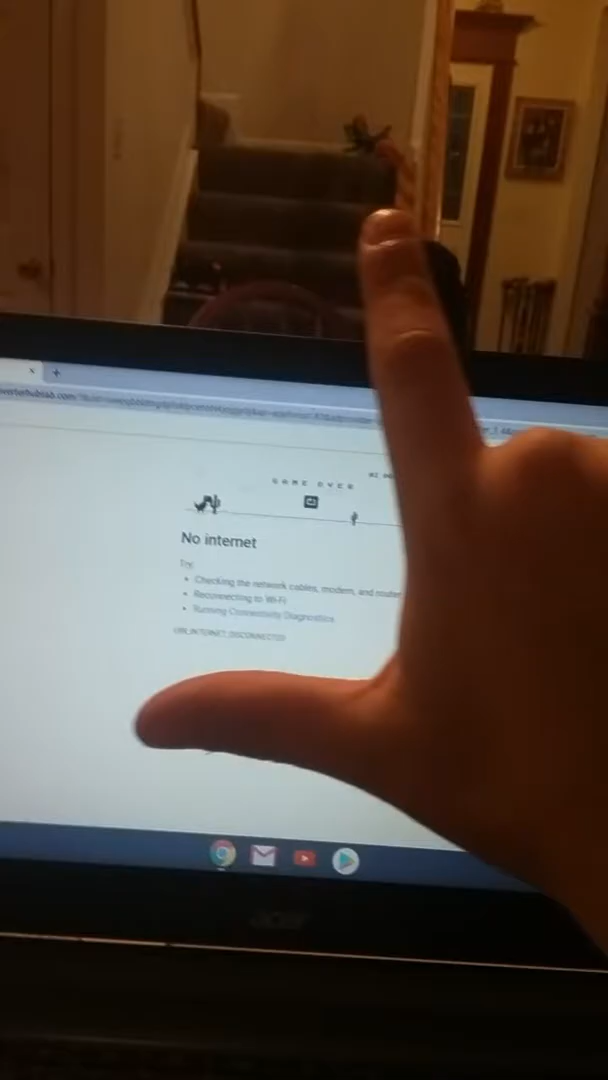 GAME OVER
No internet
Try:
• Checking the network cables, modem, and router
• Reconnecting to Wi-Fi
• Running Connectivity Diagnostics
ERR_INTERNET_DISCONNECTED
acer